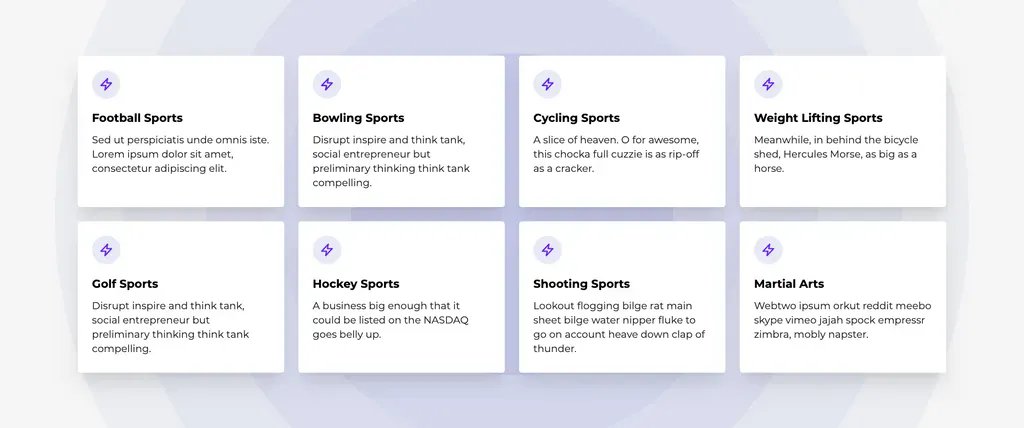 Football Sports
Sed ut perspiciatis unde omnis iste.
Lorem ipsum dolor sit amet,
consectetur adipiscing elit.
Bowling Sports
Disrupt inspire and think tank,
social entrepreneur but
preliminary thinking think tank
compelling.
Cycling Sports
A slice of heaven. O for awesome,
this chocka full cuzzie is as rip-off
as a cracker.
Weight Lifting Sports
Meanwhile, in behind the bicycle
shed, Hercules Morse, as big as a
horse.
Golf Sports
Disrupt inspire and think tank,
social entrepreneur but
preliminary thinking think tank
compelling.
Hockey Sports
A business big enough that it
could be listed on the NASDAQ
goes belly up.
Shooting Sports
Lookout flogging bilge rat main
sheet bilge water nipper fluke to
go on account heave down clap of
thunder.
Martial Arts
Webtwo ipsum orkut reddit meebo
skype vimeo jajah spock empressr
zimbra, mobly napster.